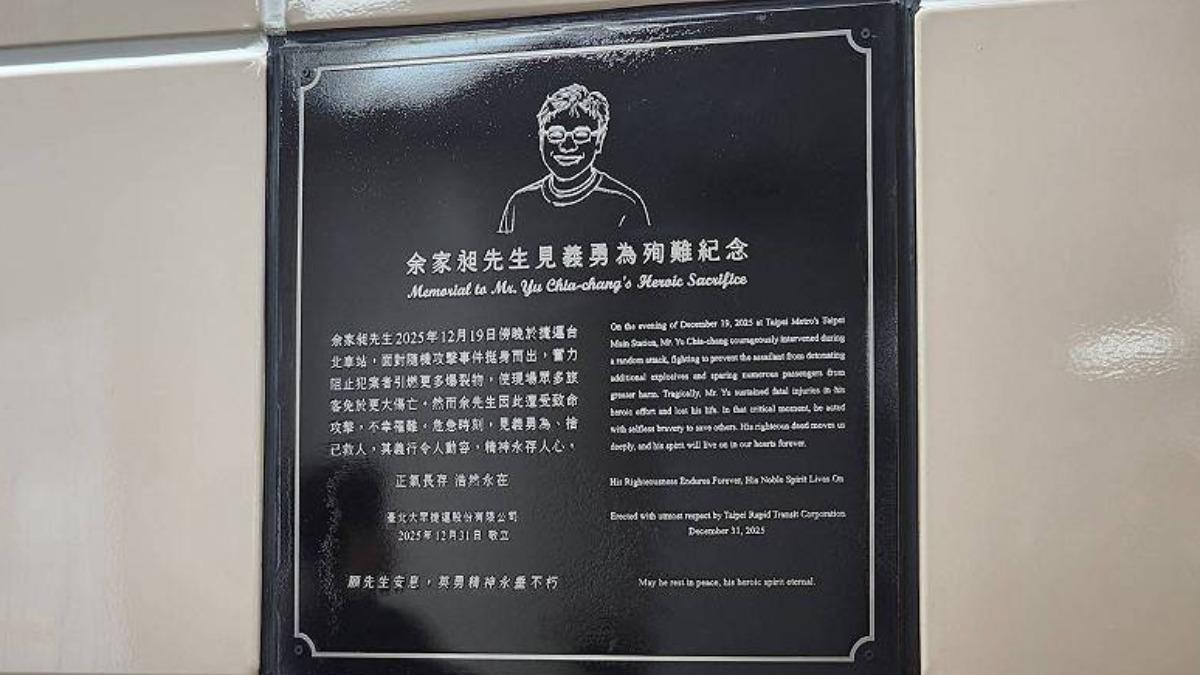 余家昶先生見義勇為殉難紀念
Memorial to Mr. Yu Chia-chang's Heroic Sacrifice
余家昶先生2025年12月19日傍晚於捷運台
北車站，面對隨機攻擊事件挺身而出，奮力
阻止犯案者引燃更多爆裂物，使現場眾多旅
客免於更大傷亡。然而余先生因此遭受致命
攻擊，不幸罹難。危急時刻，見義勇為、捨
己救人，其義行令人動容，精神永存人心。
正氣長存 浩然永在
臺北大眾捷運股份有限公司
2025年12月31日 敬立
願先生安息，英勇精神永垂不朽
On the evening of December 19, 2025 at Taipei Metro's Taipei
Main Station, Mr. Yu Chia-chang courageously intervened during
a random attack, fighting to prevent the assailant from detonating
additional explosives and sparing numerous passengers from
greater harm. Tragically, Mr. Yu sustained fatal injuries in his
heroic effort and lost his life. In that critical moment, he acted
with selfless bravery to save others. His righteous deed moves us
deeply, and his spirit will live on in our hearts forever.
His Righteousness Endures Forever, His Noble Spirit Lives On
Erected with utmost respect by Taipei Rapid Transit Corporation
December 31, 2025
May he rest in peace, his heroic spirit eternal.